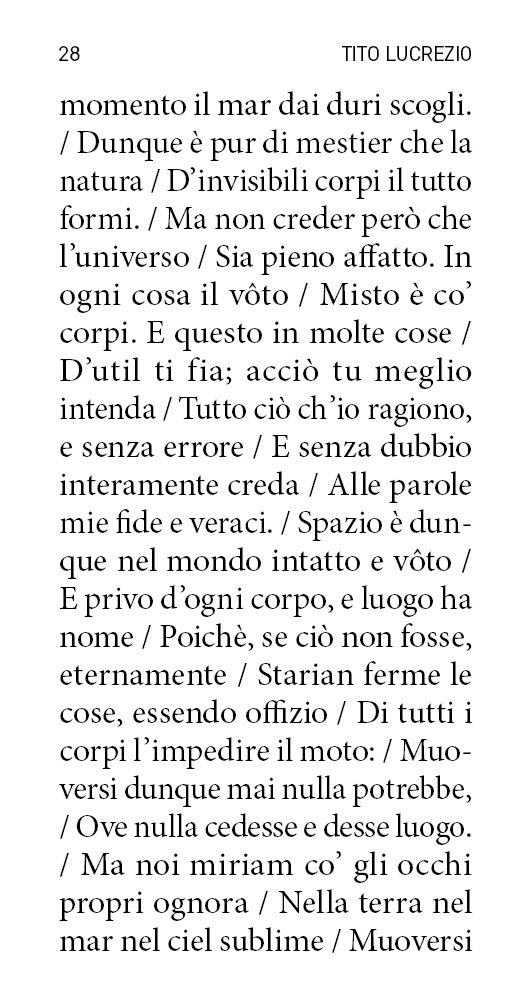 28 TITO LUCREZIO
momento il mar dai duri scogli.
/ Dunque è pur di mestier che la
natura / D’invisibili corpi il tutto
formi. / Ma non creder però che
l’universo / Sia pieno affatto. In
ogni cosa il vôto / Misto è co’
corpi. E questo in molte cose /
D’util ti fia; acciò tu meglio
intenda / Tutto ciò ch’io ragiono,
e senza errore / E senza dubbio
interamente creda / Alle parole
mie fide e veraci. / Spazio è dun-
que nel mondo intatto e vôto /
E privo d’ogni corpo, e luogo ha
nome / Poichè, se ciò non fosse,
eternamente / Starian ferme le
cose, essendo offizio / Di tutti i
corpi l’impedire il moto: / Muo-
versi dunque mai nulla potrebbe,
/ Ove nulla cedesse e desse luogo.
/ Ma noi miriam co’ gli occhi
propri ognora / Nella terra nel
mar nel ciel sublime / Muoversi